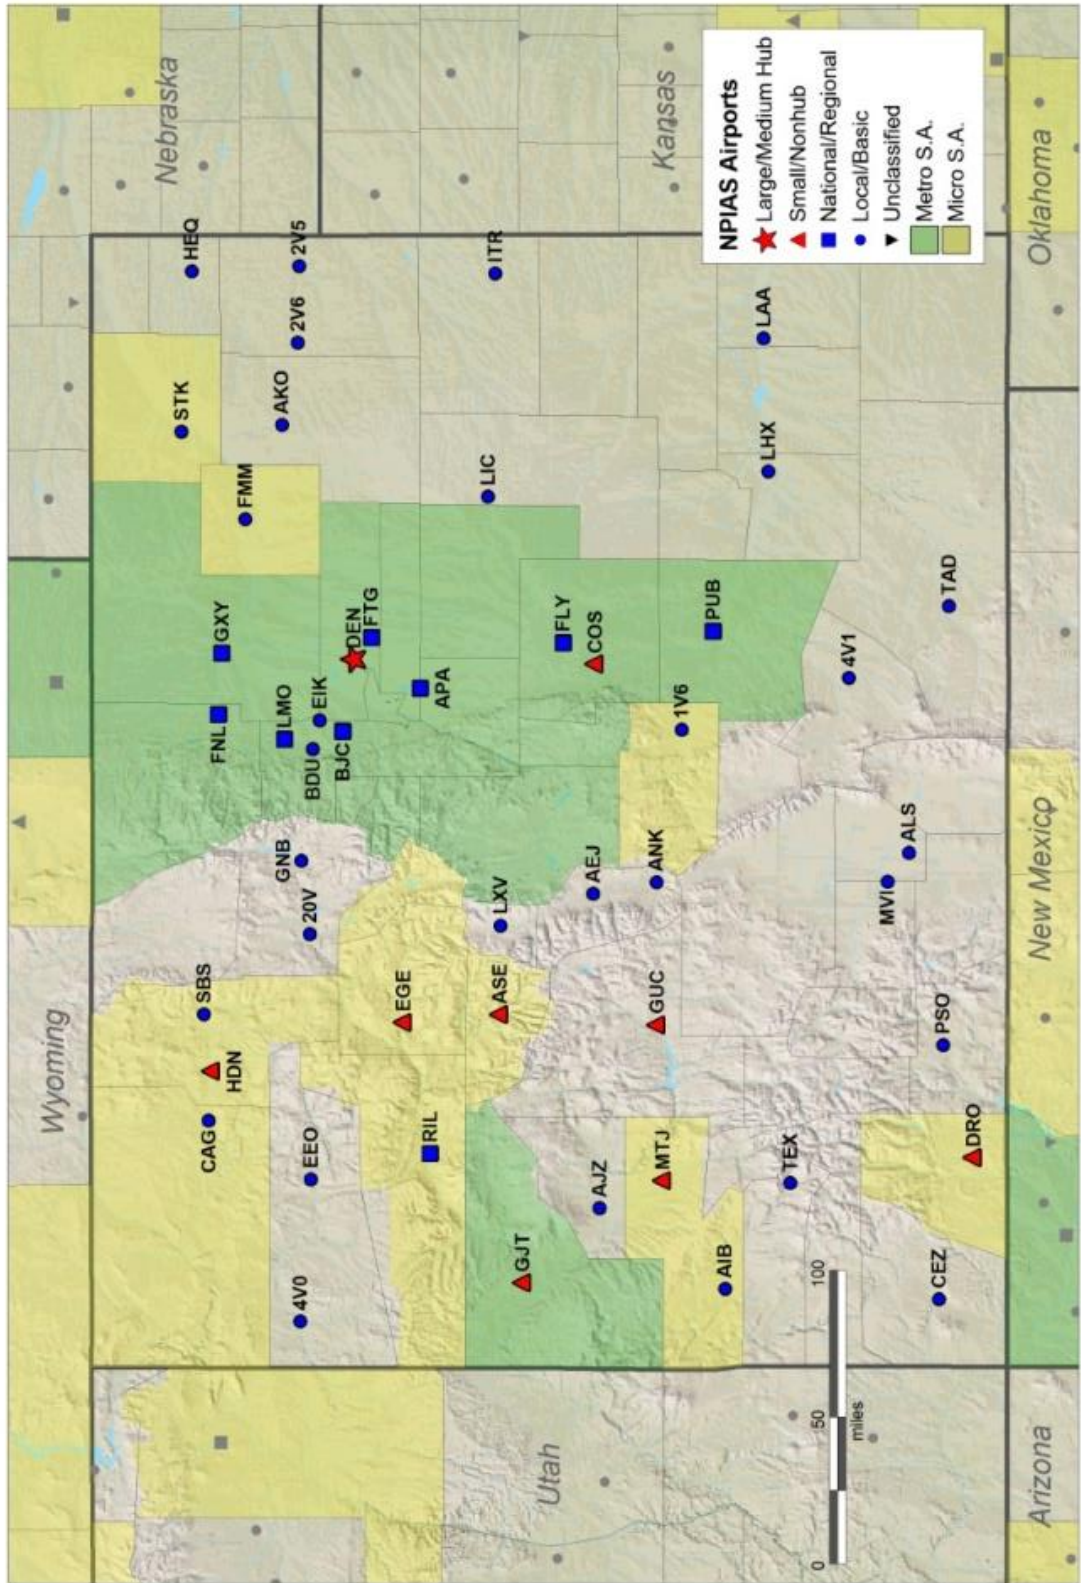 Wyoming
Nebraska
CAG
HDN
SBS
FNL
GXY
STK
HEQ
FMM
4V0
EEO
20V
GNB
LMO
BDU
EIK
BJC
DEN
FTG
AKO
2V6
2V5
RIL
EGE
APA
GJT
ASE
LXV
LIC
ITR
Utah
AJZ
AEJ
FLY
COS
Kansas
MTJ
GUC
ANK
1V6
PUB
AIB
TEX
LHX
LAA
4V1
MVI
ALS
CEZ
DRO
PSO
TAD
0
50
100
miles
NPIAS Airports
Large/Medium Hub
Small/Nonhub
National/Regional
Local/Basic
Unclassified
Metro S.A.
Micro S.A.
Arizona
New Mexico
Oklahoma